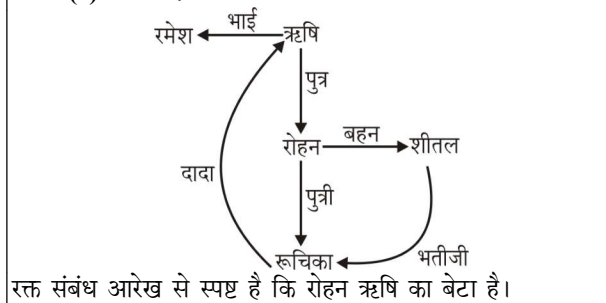 भाई
रमेश ऋषि
पुत्र
रोहन बहन शीतल
दादा
पुत्री
रूचिका भतीजी
रक्त संबंध आरेख से स्पष्ट है कि रोहन ऋषि का बेटा है।